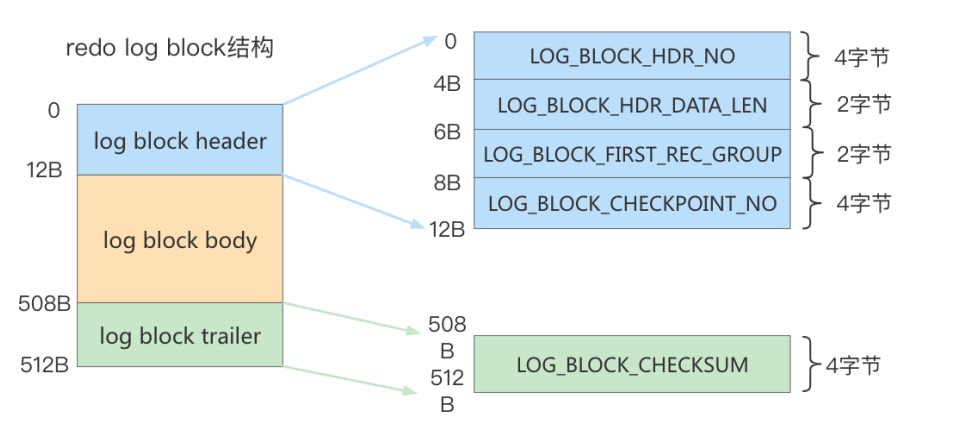 redo log block结构
0
log block header
12B
log block body
508B
log block trailer
512B
0
LOG_BLOCK_HDR_NO
4字节
4B
LOG_BLOCK_HDR_DATA_LEN
2字节
6B
LOG_BLOCK_FIRST_REC_GROUP
2字节
8B
LOG_BLOCK_CHECKPOINT_NO
4字节
12B
508
B
LOG_BLOCK_CHECKSUM
4字节
512
B